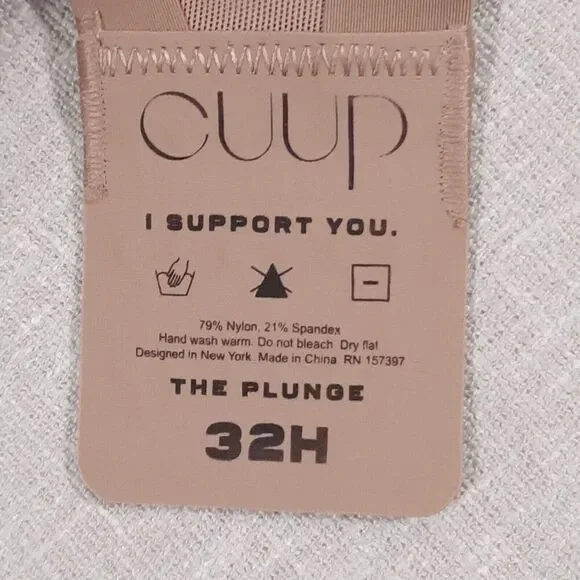 CUUP
I SUPPORT YOU.
79% Nylon, 21% Spandex
Hand wash warm. Do not bleach. Dry flat
Designed in New York. Made in China. RN 157397
THE PLUNGE
32H